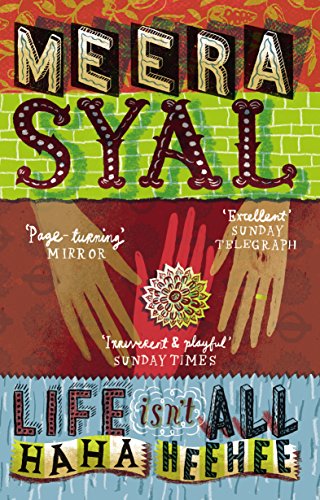 MEERA
SYAL
'Page-turning'
MIRROR
'Excellent'
SUNDAY
TELEGRAPH
'Irreverent & playful'
SUNDAY TIMES
LIFE isn't ALL
HAHA HEEHEE